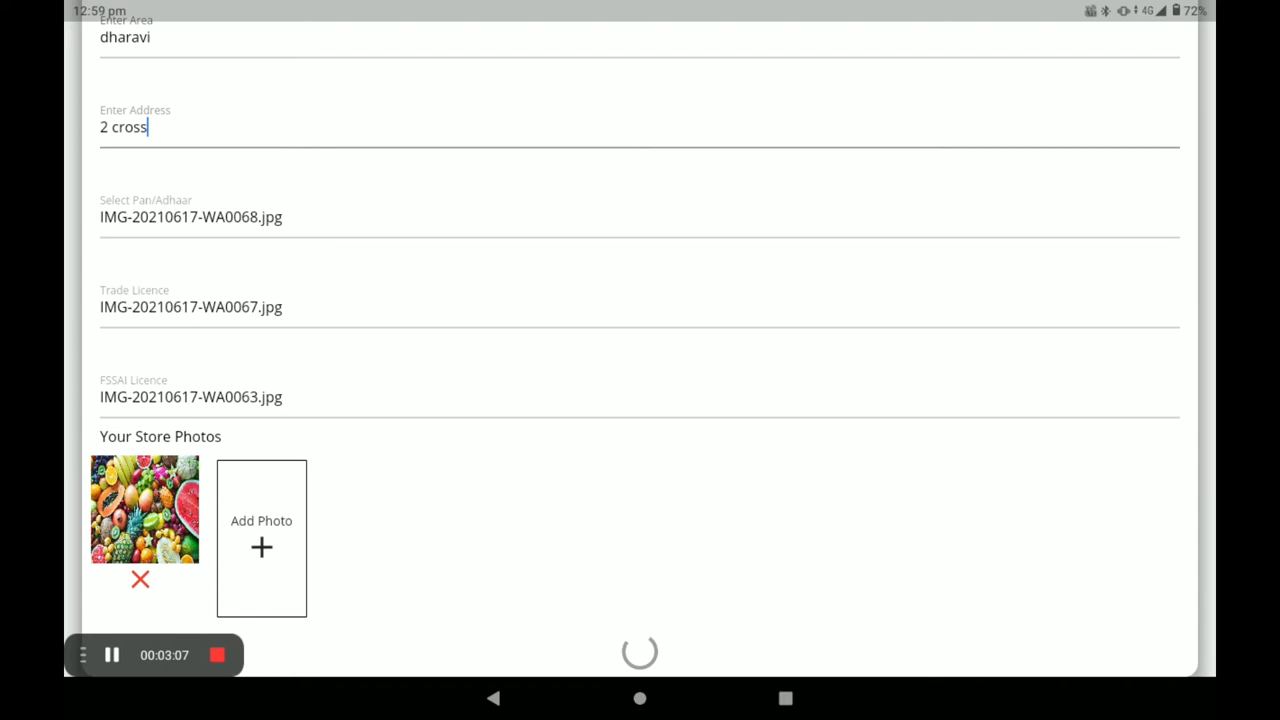 12:59 pm
4G
72%
Enter Area
dharavi
Enter Address
2 cross
Select Pan/Adhaar
IMG-20210617-WA0068.jpg
Trade Licence
IMG-20210617-WA0067.jpg
FSSAI Licence
IMG-20210617-WA0063.jpg
Your Store Photos
Add Photo
00:03:07